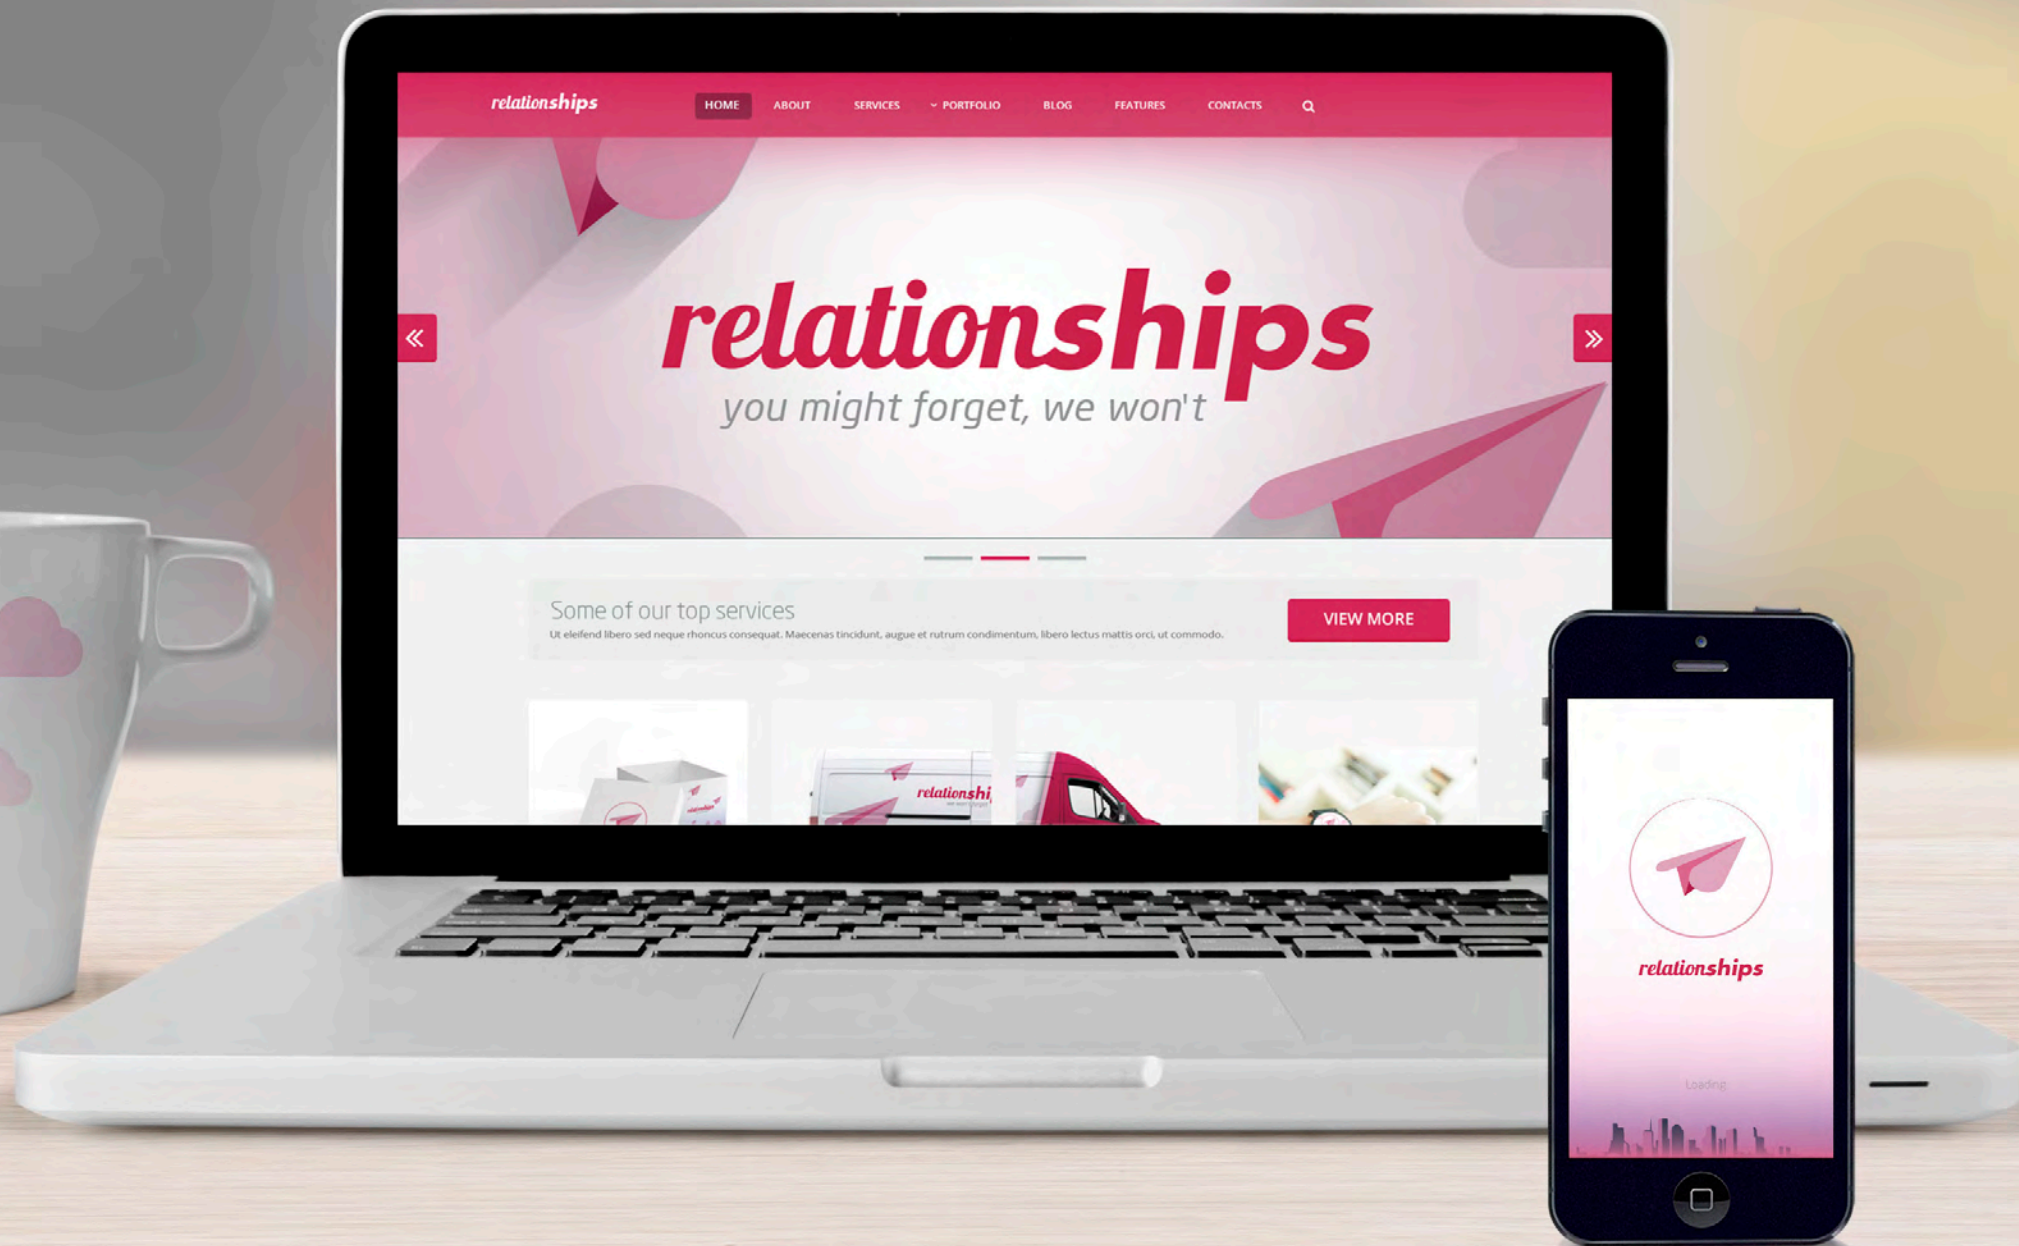 relationships
HOME ABOUT SERVICES PORTFOLIO BLOG FEATURES CONTACTS
relationships
you might forget, we won't
Some of our top services
Ut eleifend libero sed neque rhoncus consequat. Maecenas tincidunt, augue et rutrum condimentum, libero lectus mattis orci, ut commodo.
VIEW MORE
relationshi
relationships
Loading